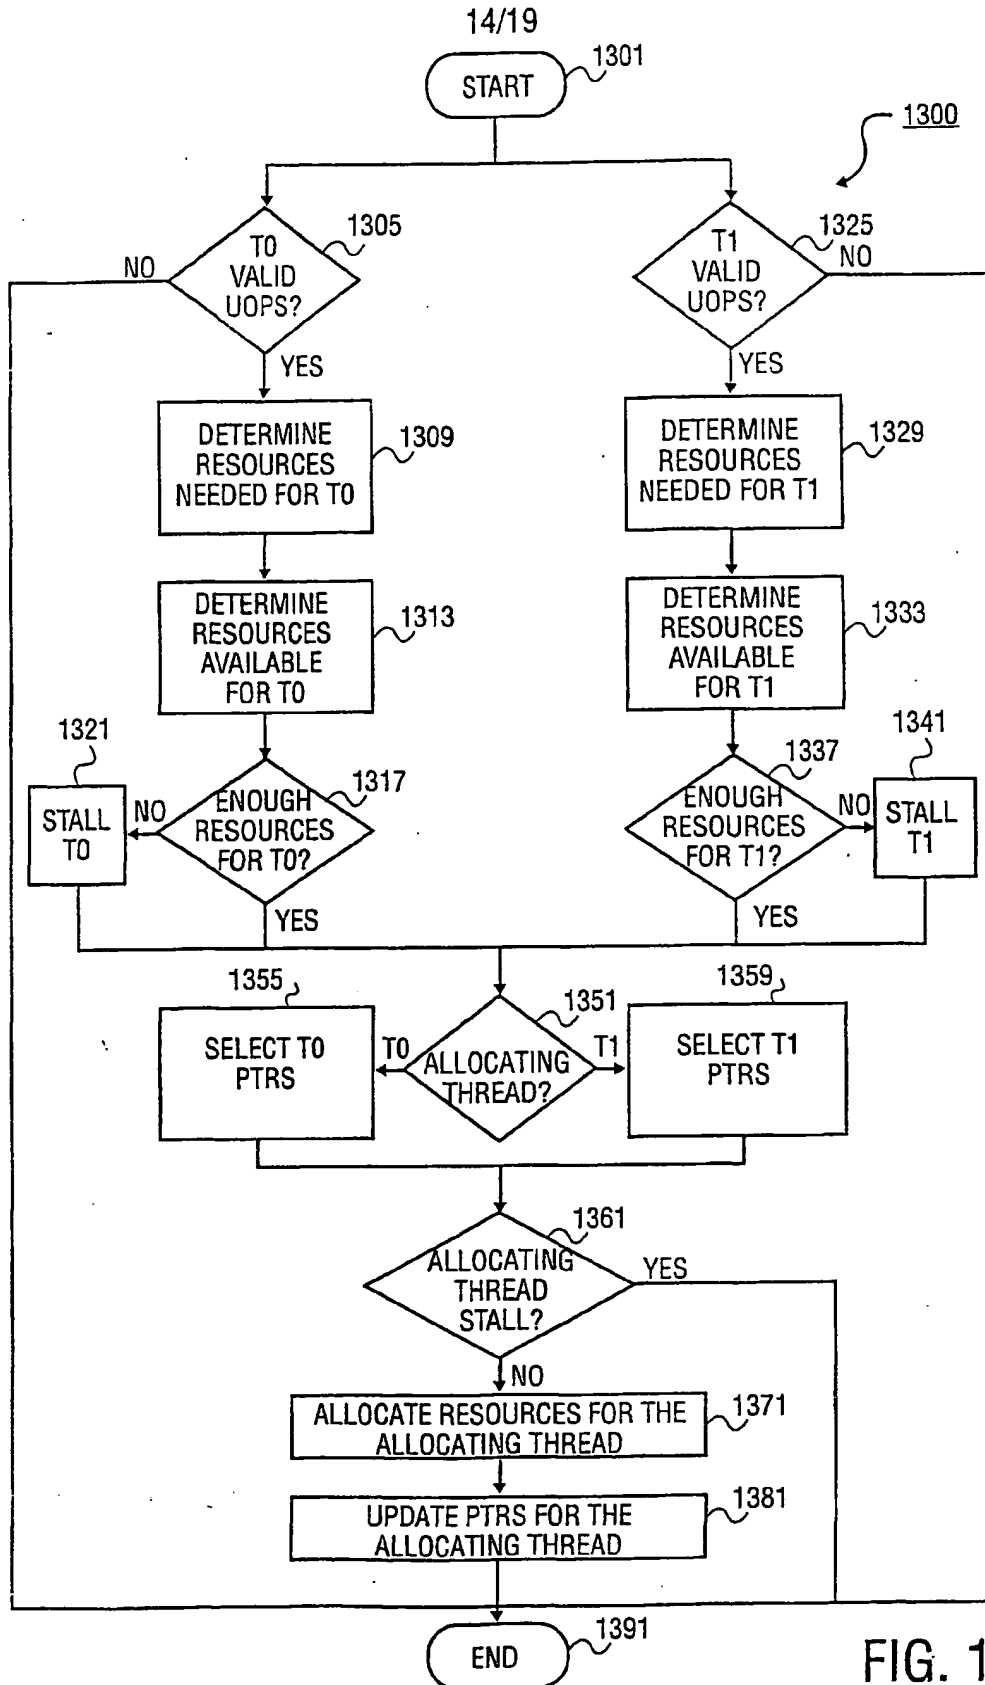 14/19
START
1301
1300
T0
VALID
UOPS?
1305
NO
YES
T1
VALID
UOPS?
1325
NO
YES
DETERMINE
RESOURCES
NEEDED FOR T0
1309
DETERMINE
RESOURCES
NEEDED FOR T1
1329
DETERMINE
RESOURCES
AVAILABLE
FOR T0
1313
DETERMINE
RESOURCES
AVAILABLE
FOR T1
1333
1321
STALL
T0
NO
ENOUGH
RESOURCES
FOR T0?
1317
YES
ENOUGH
RESOURCES
FOR T1?
1337
NO
YES
1341
STALL
T1
1355
SELECT T0
PTRS
T0
ALLOCATING
THREAD?
1351
T1
1359
SELECT T1
PTRS
ALLOCATING
THREAD
STALL?
1361
YES
NO
ALLOCATE RESOURCES FOR THE
ALLOCATING THREAD
1371
UPDATE PTRS FOR THE
ALLOCATING THREAD
1381
END
1391
FIG. 1